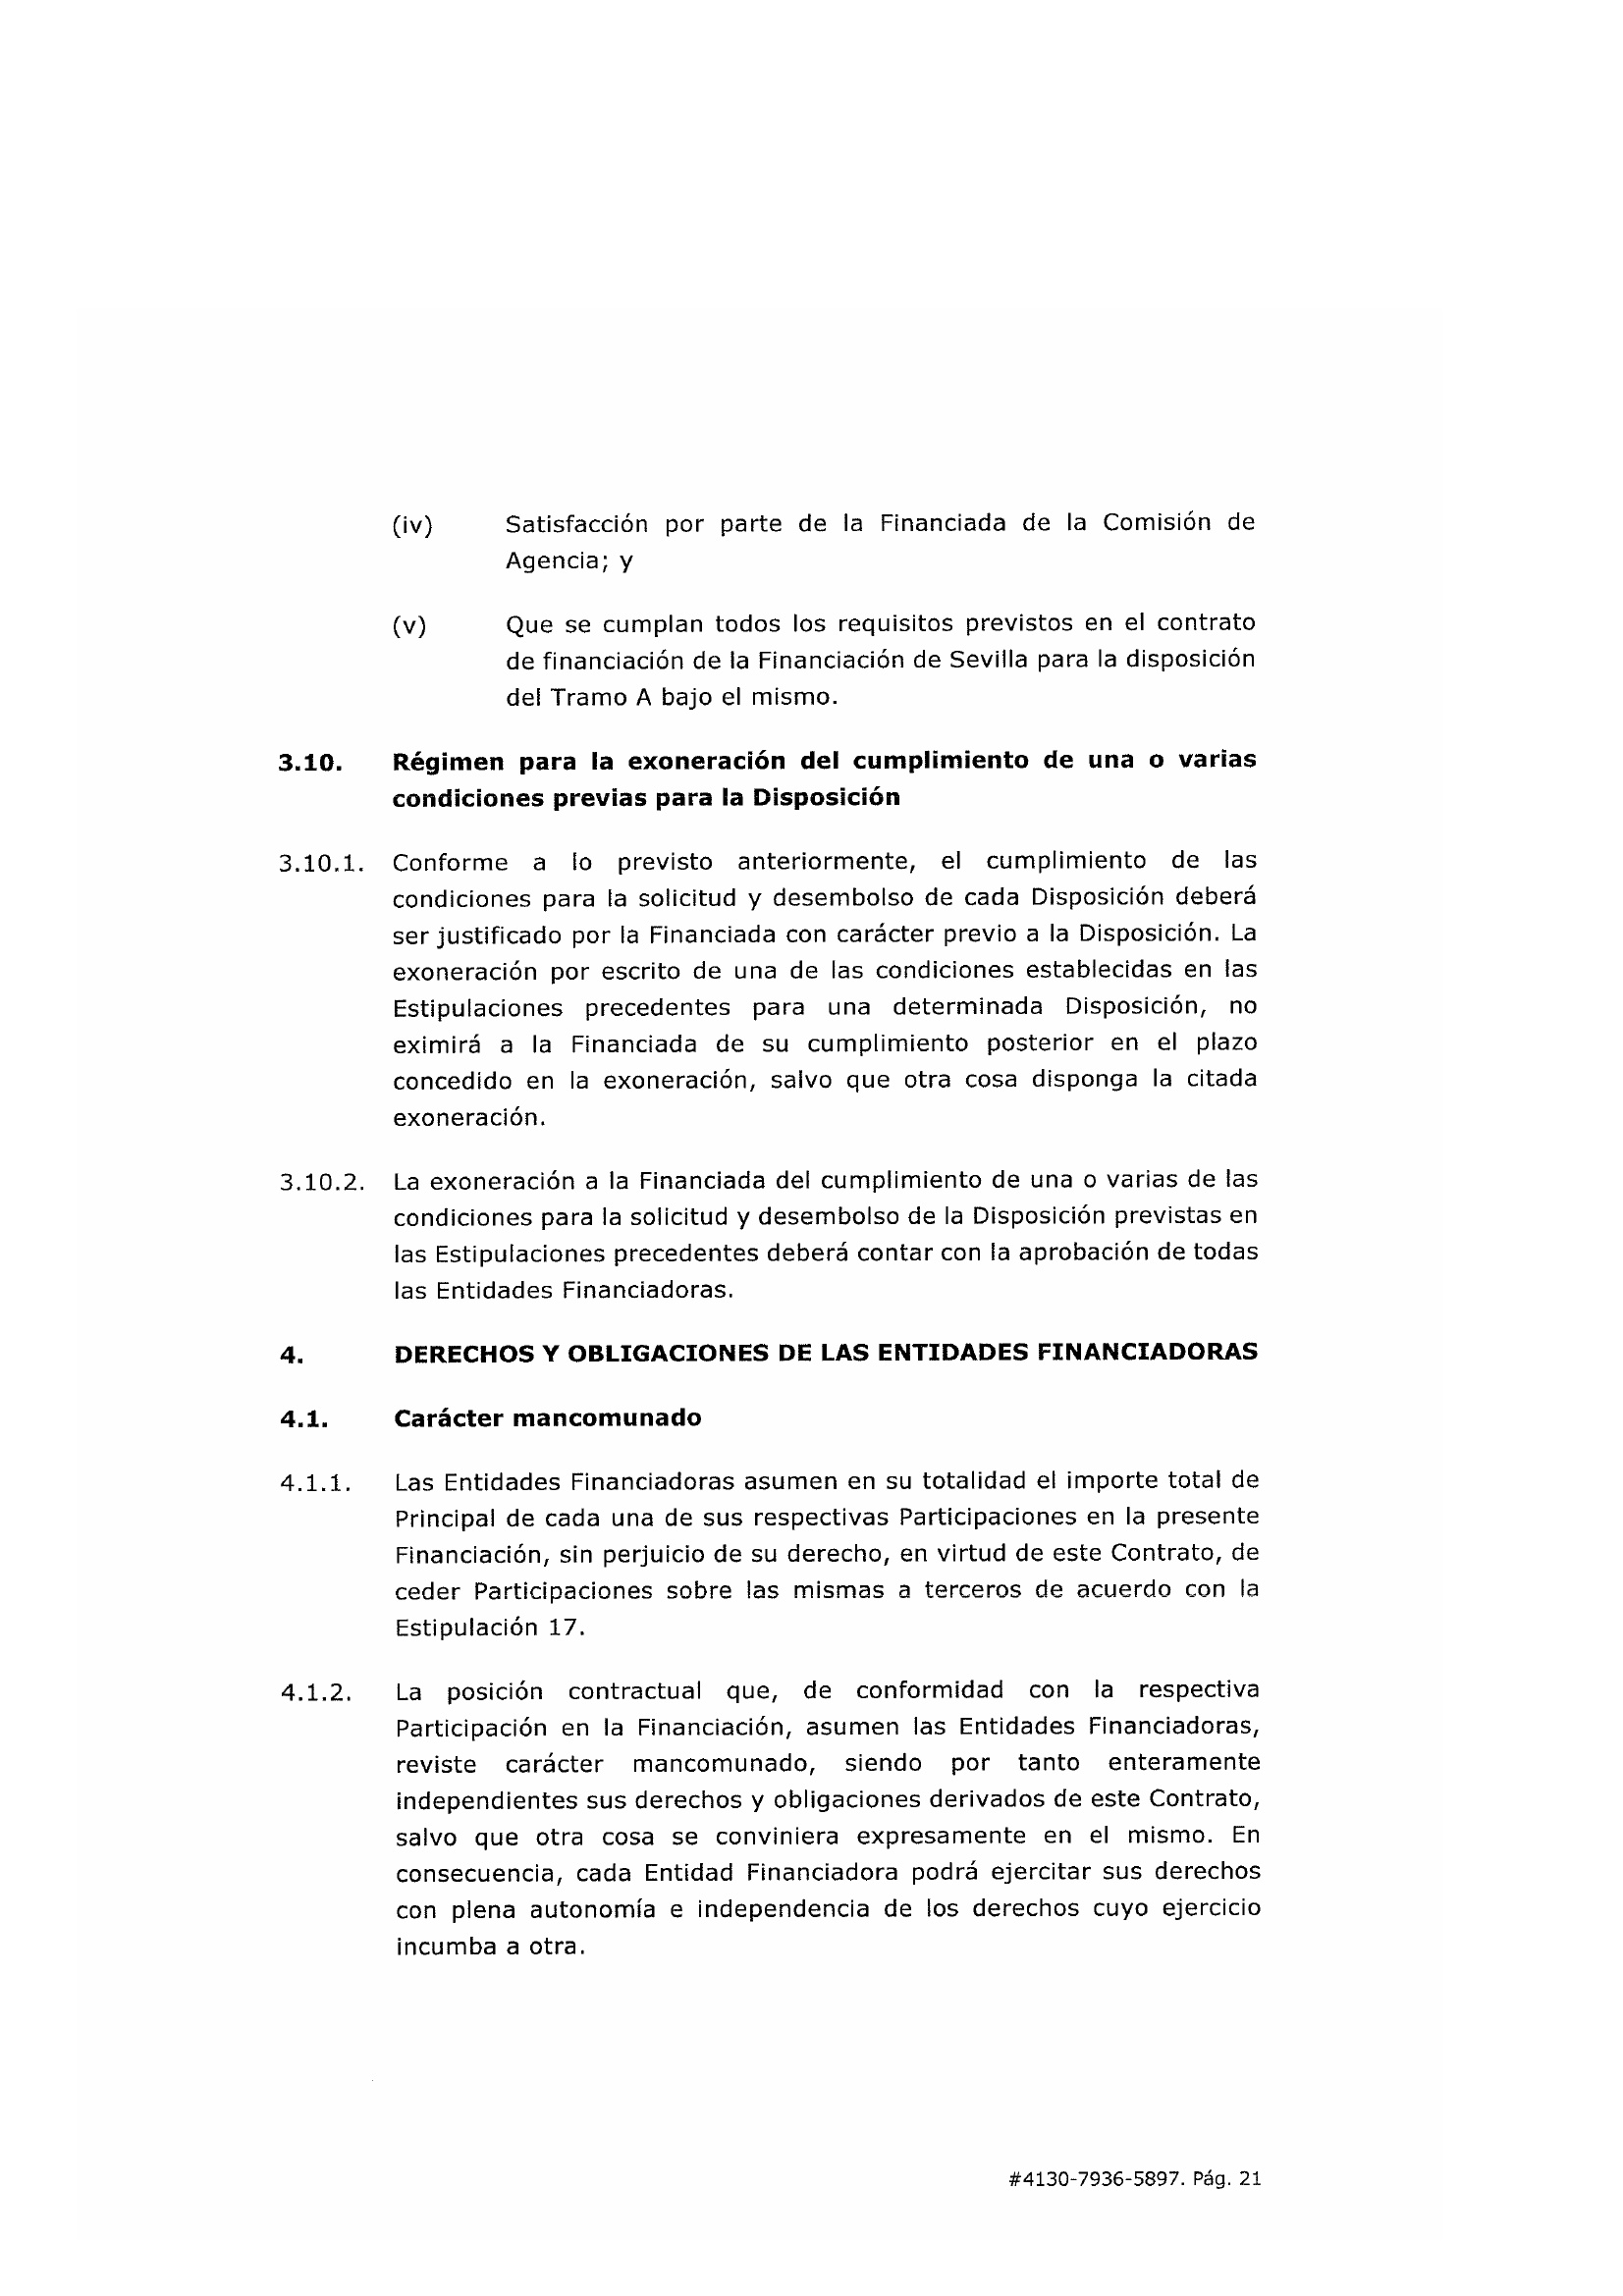 (iv) Satisfacción por parte de la Financiada de la Comisión de
Agencia; y
(v) Que se cumplan todos los requisitos previstos en el contrato
de financiación de la Financiación de Sevilla para la disposición
del Tramo A bajo el mismo.
3.10. Régimen para la exoneración del cumplimiento de una o varias
condiciones previas para la Disposición
3.10.1. Conforme a lo previsto anteriormente, el cumplimiento de las
condiciones para la solicitud y desembolso de cada Disposición deberá
ser justificado por la Financiada con carácter previo a la Disposición. La
exoneración por escrito de una de las condiciones establecidas en las
Estipulaciones precedentes para una determinada Disposición, no
eximirá a la Financiada de su cumplimiento posterior en el plazo
concedido en la exoneración, salvo que otra cosa disponga la citada
exoneración.
3.10.2. La exoneración a la Financiada del cumplimiento de una o varias de las
condiciones para la solicitud y desembolso de la Disposición previstas en
las Estipulaciones precedentes deberá contar con la aprobación de todas
las Entidades Financiadoras.
4. DERECHOS Y OBLIGACIONES DE LAS ENTIDADES FINANCIADORAS
4.1. Carácter mancomunado
4.1.1. Las Entidades Financiadoras asumen en su totalidad el importe total de
Principal de cada una de sus respectivas Participaciones en la presente
Financiación, sin perjuicio de su derecho, en virtud de este Contrato, de
ceder Participaciones sobre las mismas a terceros de acuerdo con la
Estipulación 17.
4.1.2. La posición contractual que, de conformidad con la respectiva
Participación en la Financiación, asumen las Entidades Financiadoras,
reviste carácter mancomunado, siendo por tanto enteramente
independientes sus derechos y obligaciones derivados de este Contrato,
salvo que otra cosa se conviniera expresamente en el mismo. En
consecuencia, cada Entidad Financiadora podrá ejercitar sus derechos
con plena autonomía e independencia de los derechos cuyo ejercicio
incumba a otra.
#4130-7936-5897. Pág. 21